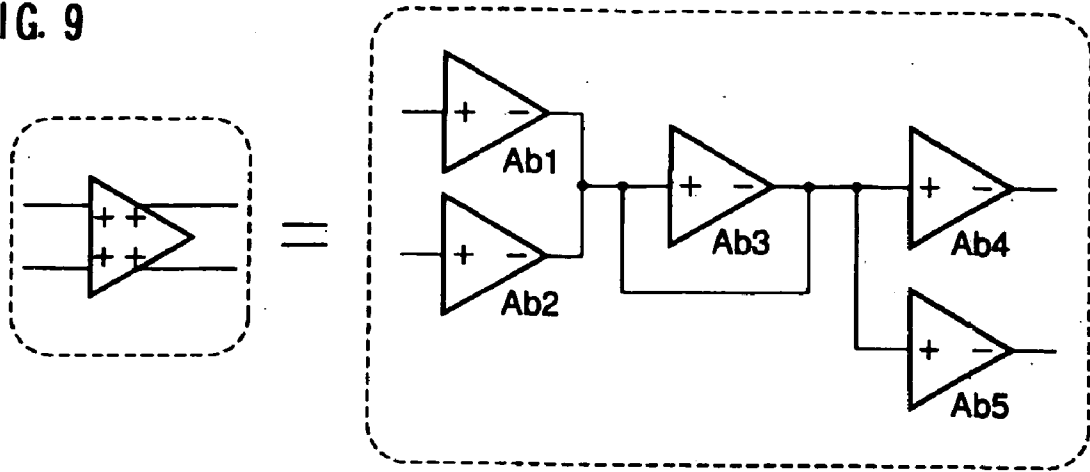 IG. 9
+ +
+ +
=
+ −
Ab1
+ −
Ab2
+ −
Ab3
+ −
Ab4
+ −
Ab5